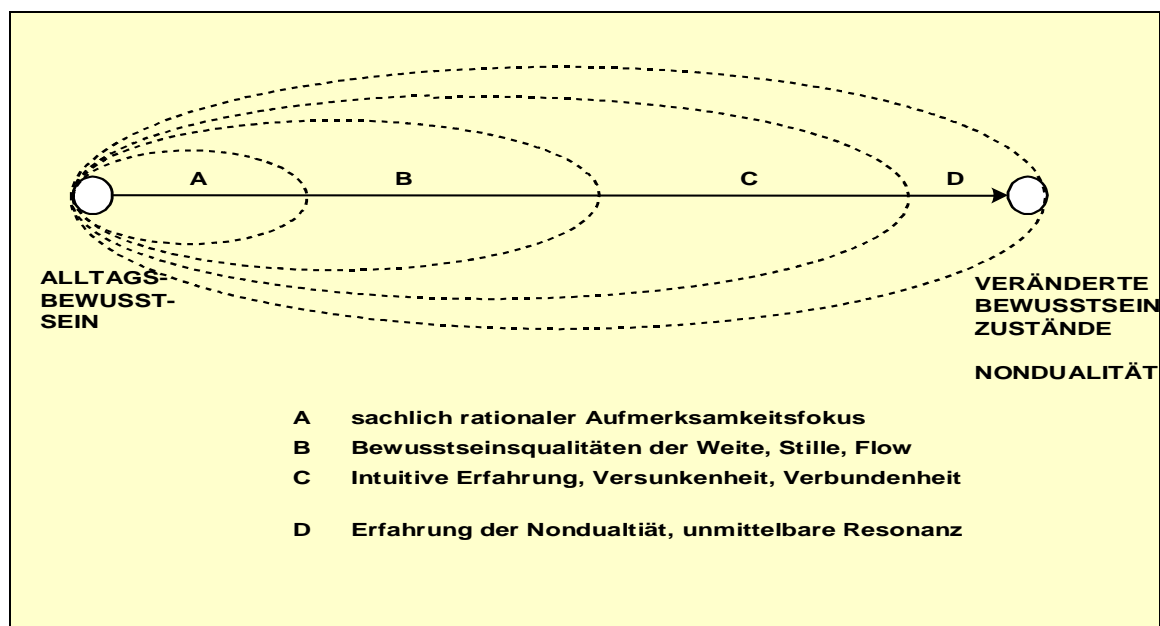 A B C D
ALLTAGS-
BEWUSST-
SEIN
VERÄNDERTE
BEWUSSTSEIN
ZUSTÄNDE
NONDUALITÄT
A sachlich rationaler Aufmerksamkeitsfokus
B Bewusstseinsqualitäten der Weite, Stille, Flow
C Intuitive Erfahrung, Versunkenheit, Verbundenheit
D Erfahrung der Nondualtiät, unmittelbare Resonanz